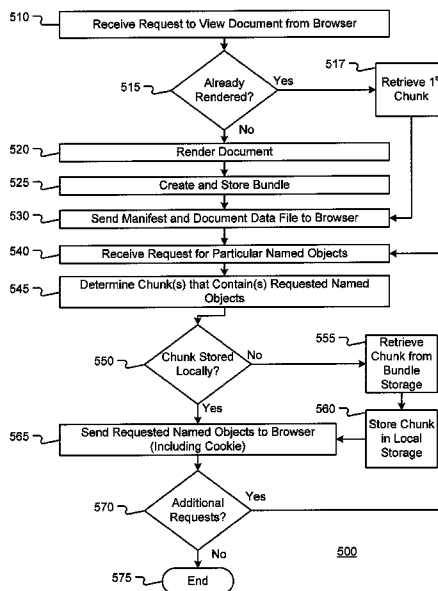 510
Receive Request to View Document from Browser
515
Already
Rendered?
Yes
517
Retrieve 1st
Chunk
No
520
Render Document
525
Create and Store Bundle
530
Send Manifest and Document Data File to Browser
540
Receive Request for Particular Named Objects
545
Determine Chunk(s) that Contain(s) Requested Named
Objects
550
Chunk Stored
Locally?
No
555
Retrieve
Chunk from
Bundle
Storage
Yes
560
Store Chunk
in Local
Storage
565
Send Requested Named Objects to Browser
(Including Cookie)
570
Additional
Requests?
Yes
No
500
575
End